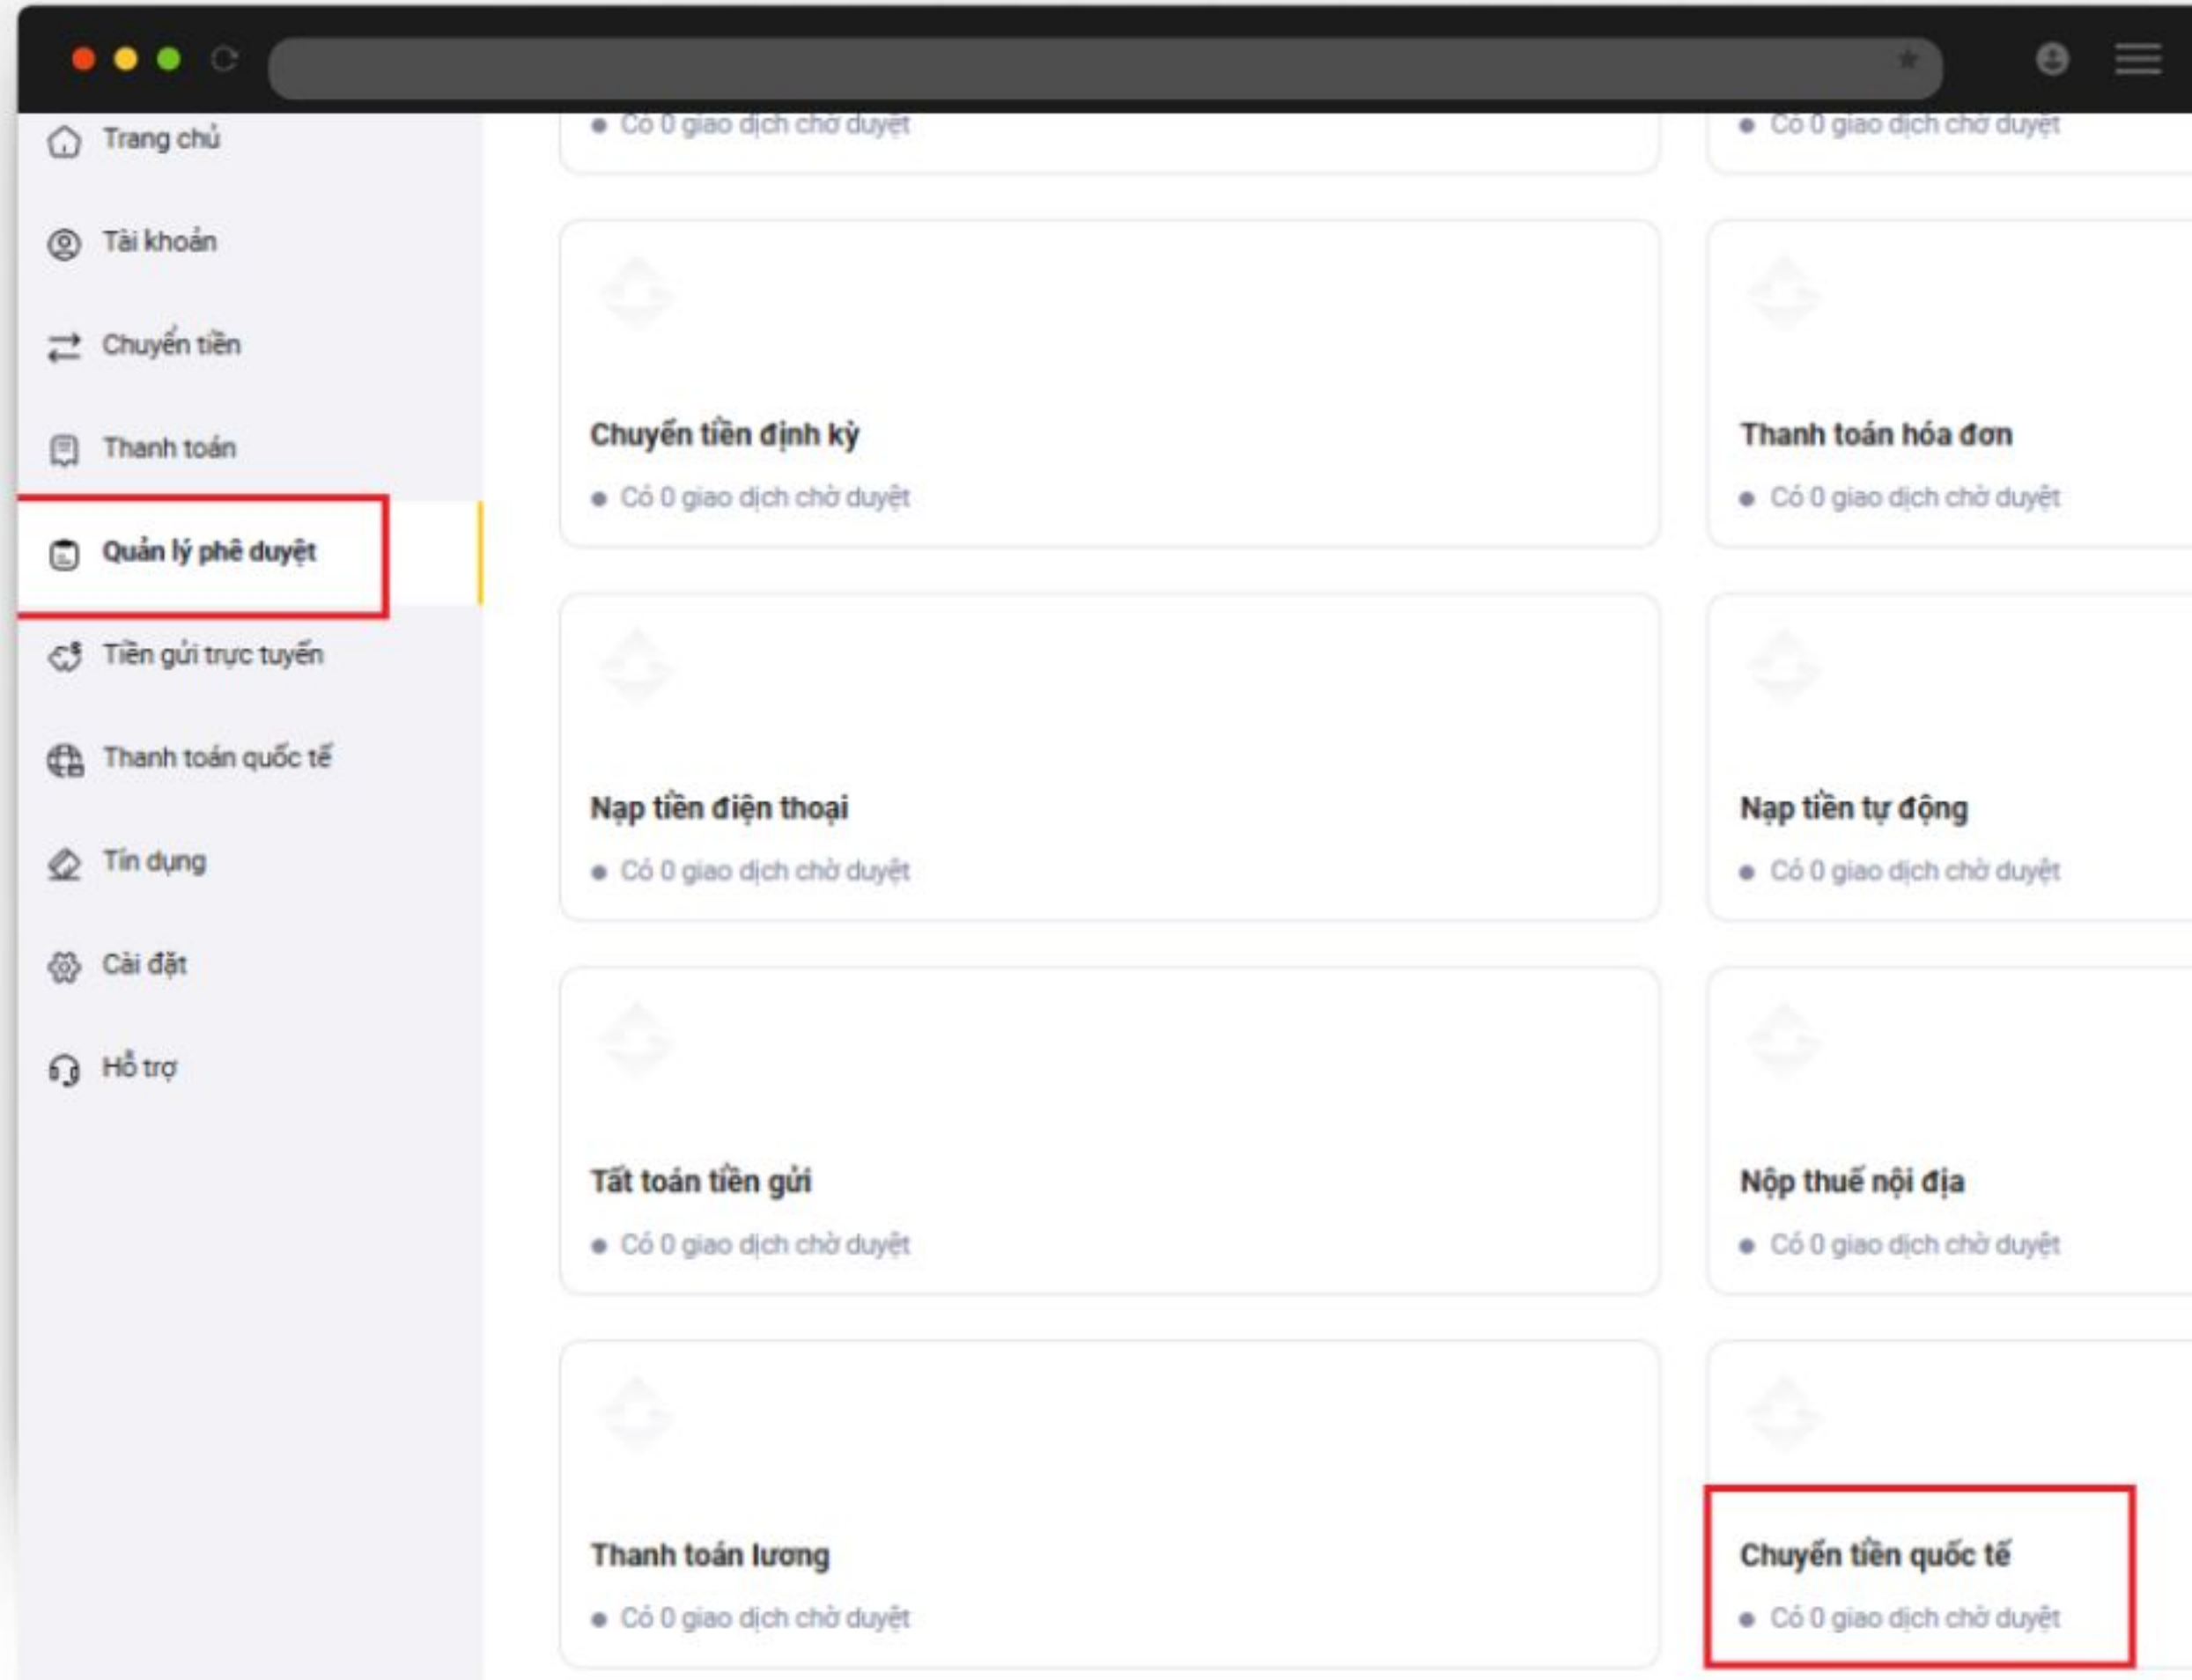 Trang chủ
Tài khoản
Chuyển tiền
Thanh toán
Quản lý phê duyệt
Tiền gửi trực tuyến
Thanh toán quốc tế
Tín dụng
Cài đặt
Hỗ trợ
Có 0 giao dịch chờ duyệt
Có 0 giao dịch chờ duyệt
Chuyển tiền định kỳ
Có 0 giao dịch chờ duyệt
Thanh toán hóa đơn
Có 0 giao dịch chờ duyệt
Nạp tiền điện thoại
Có 0 giao dịch chờ duyệt
Nạp tiền tự động
Có 0 giao dịch chờ duyệt
Tất toán tiền gửi
Có 0 giao dịch chờ duyệt
Nộp thuế nội địa
Có 0 giao dịch chờ duyệt
Thanh toán lương
Có 0 giao dịch chờ duyệt
Chuyển tiền quốc tế
Có 0 giao dịch chờ duyệt